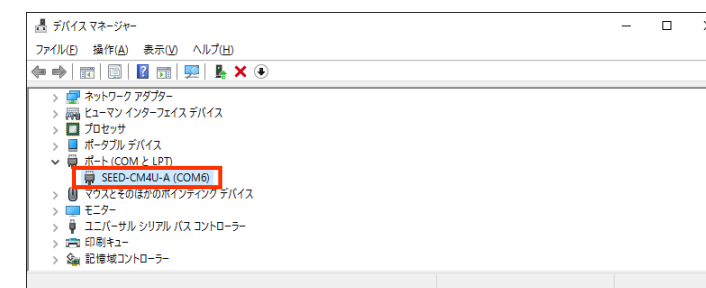 デバイス マネージャー
ファイル(F) 操作(A) 表示(V) ヘルプ(H)
ネットワーク アダプター
ヒューマン インターフェイス デバイス
プロセッサ
ポータブル デバイス
ポート (COM と LPT)
SEED-CM4U-A (COM6)
マウスとそのほかのポインティング デバイス
モニター
ユニバーサル シリアル バス コントローラー
印刷キュー
記憶域コントローラー